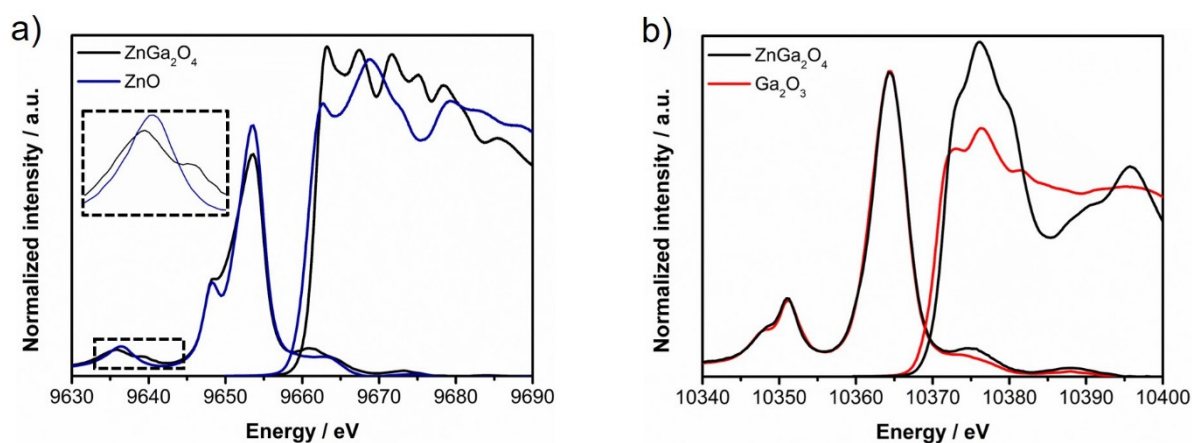 a)
ZnGa₂O₄
ZnO
Normalized intensity / a.u.
9630 9640 9650 9660 9670 9680 9690
Energy / eV
b)
ZnGa₂O₄
Ga₂O₃
Normalized intensity / a.u.
10340 10350 10360 10370 10380 10390 10400
Energy / eV